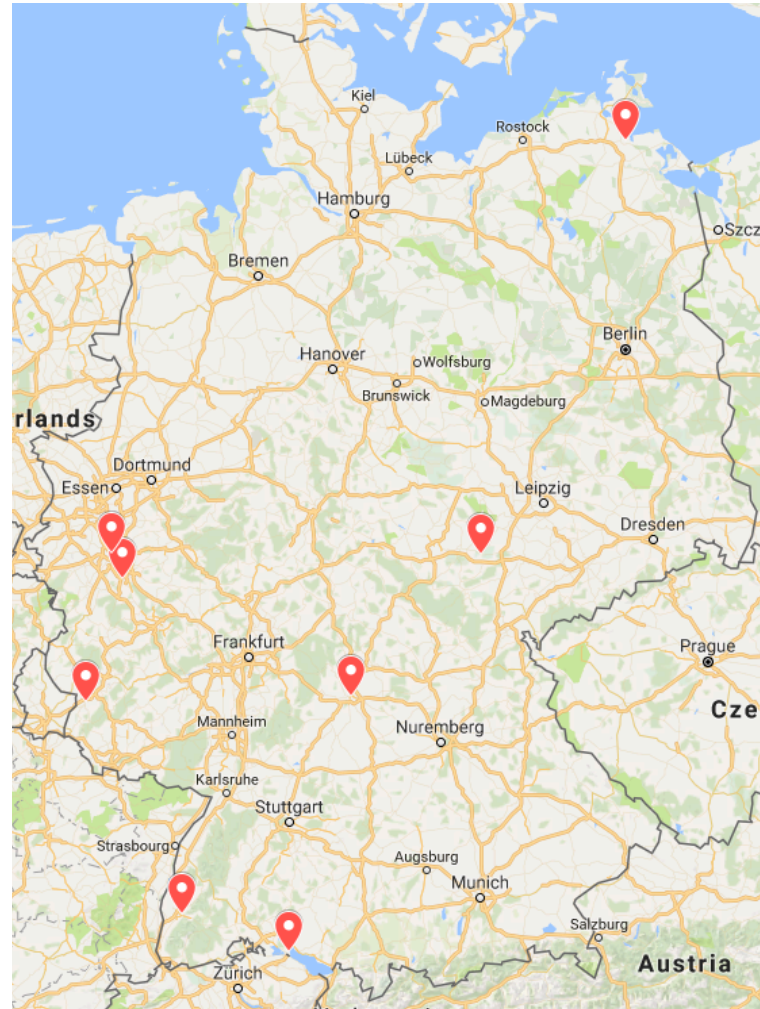 Kiel
Rostock
Lübeck
Hamburg
Szcz
Bremen
Berlin
Hanover
Wolfsburg
Brunswick
Magdeburg
rlands
Dortmund
Essen
Leipzig
Dresden
Frankfurt
Prague
Cze
Mannheim
Nuremberg
Karlsruhe
Stuttgart
Strasbourg
Augsburg
Munich
Salzburg
Austria
Zürich